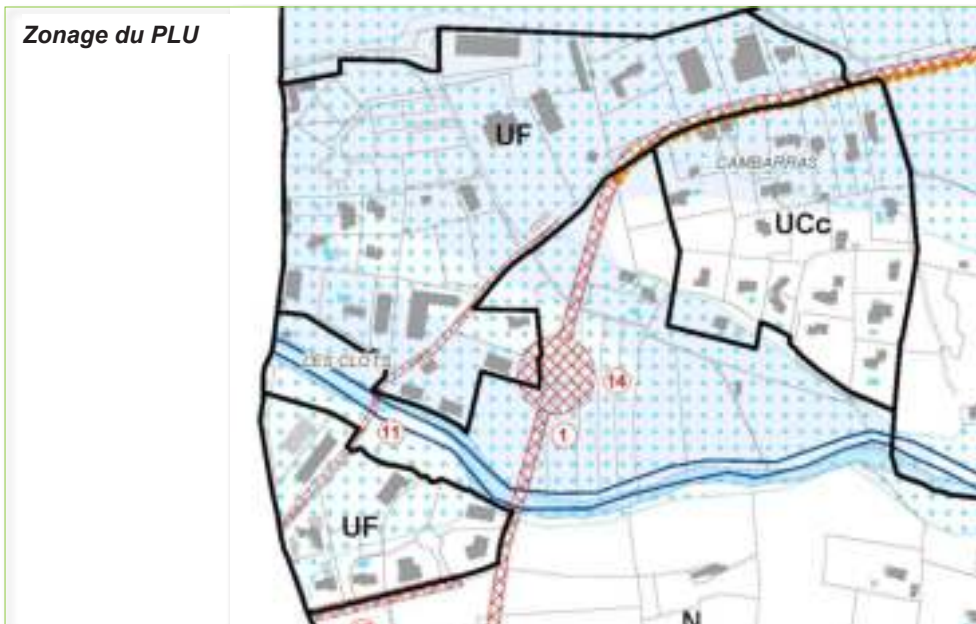 Zonage du PLU
UF
CAMBARRAS
UCc
LES CLOTS
14
11
1
UF
N